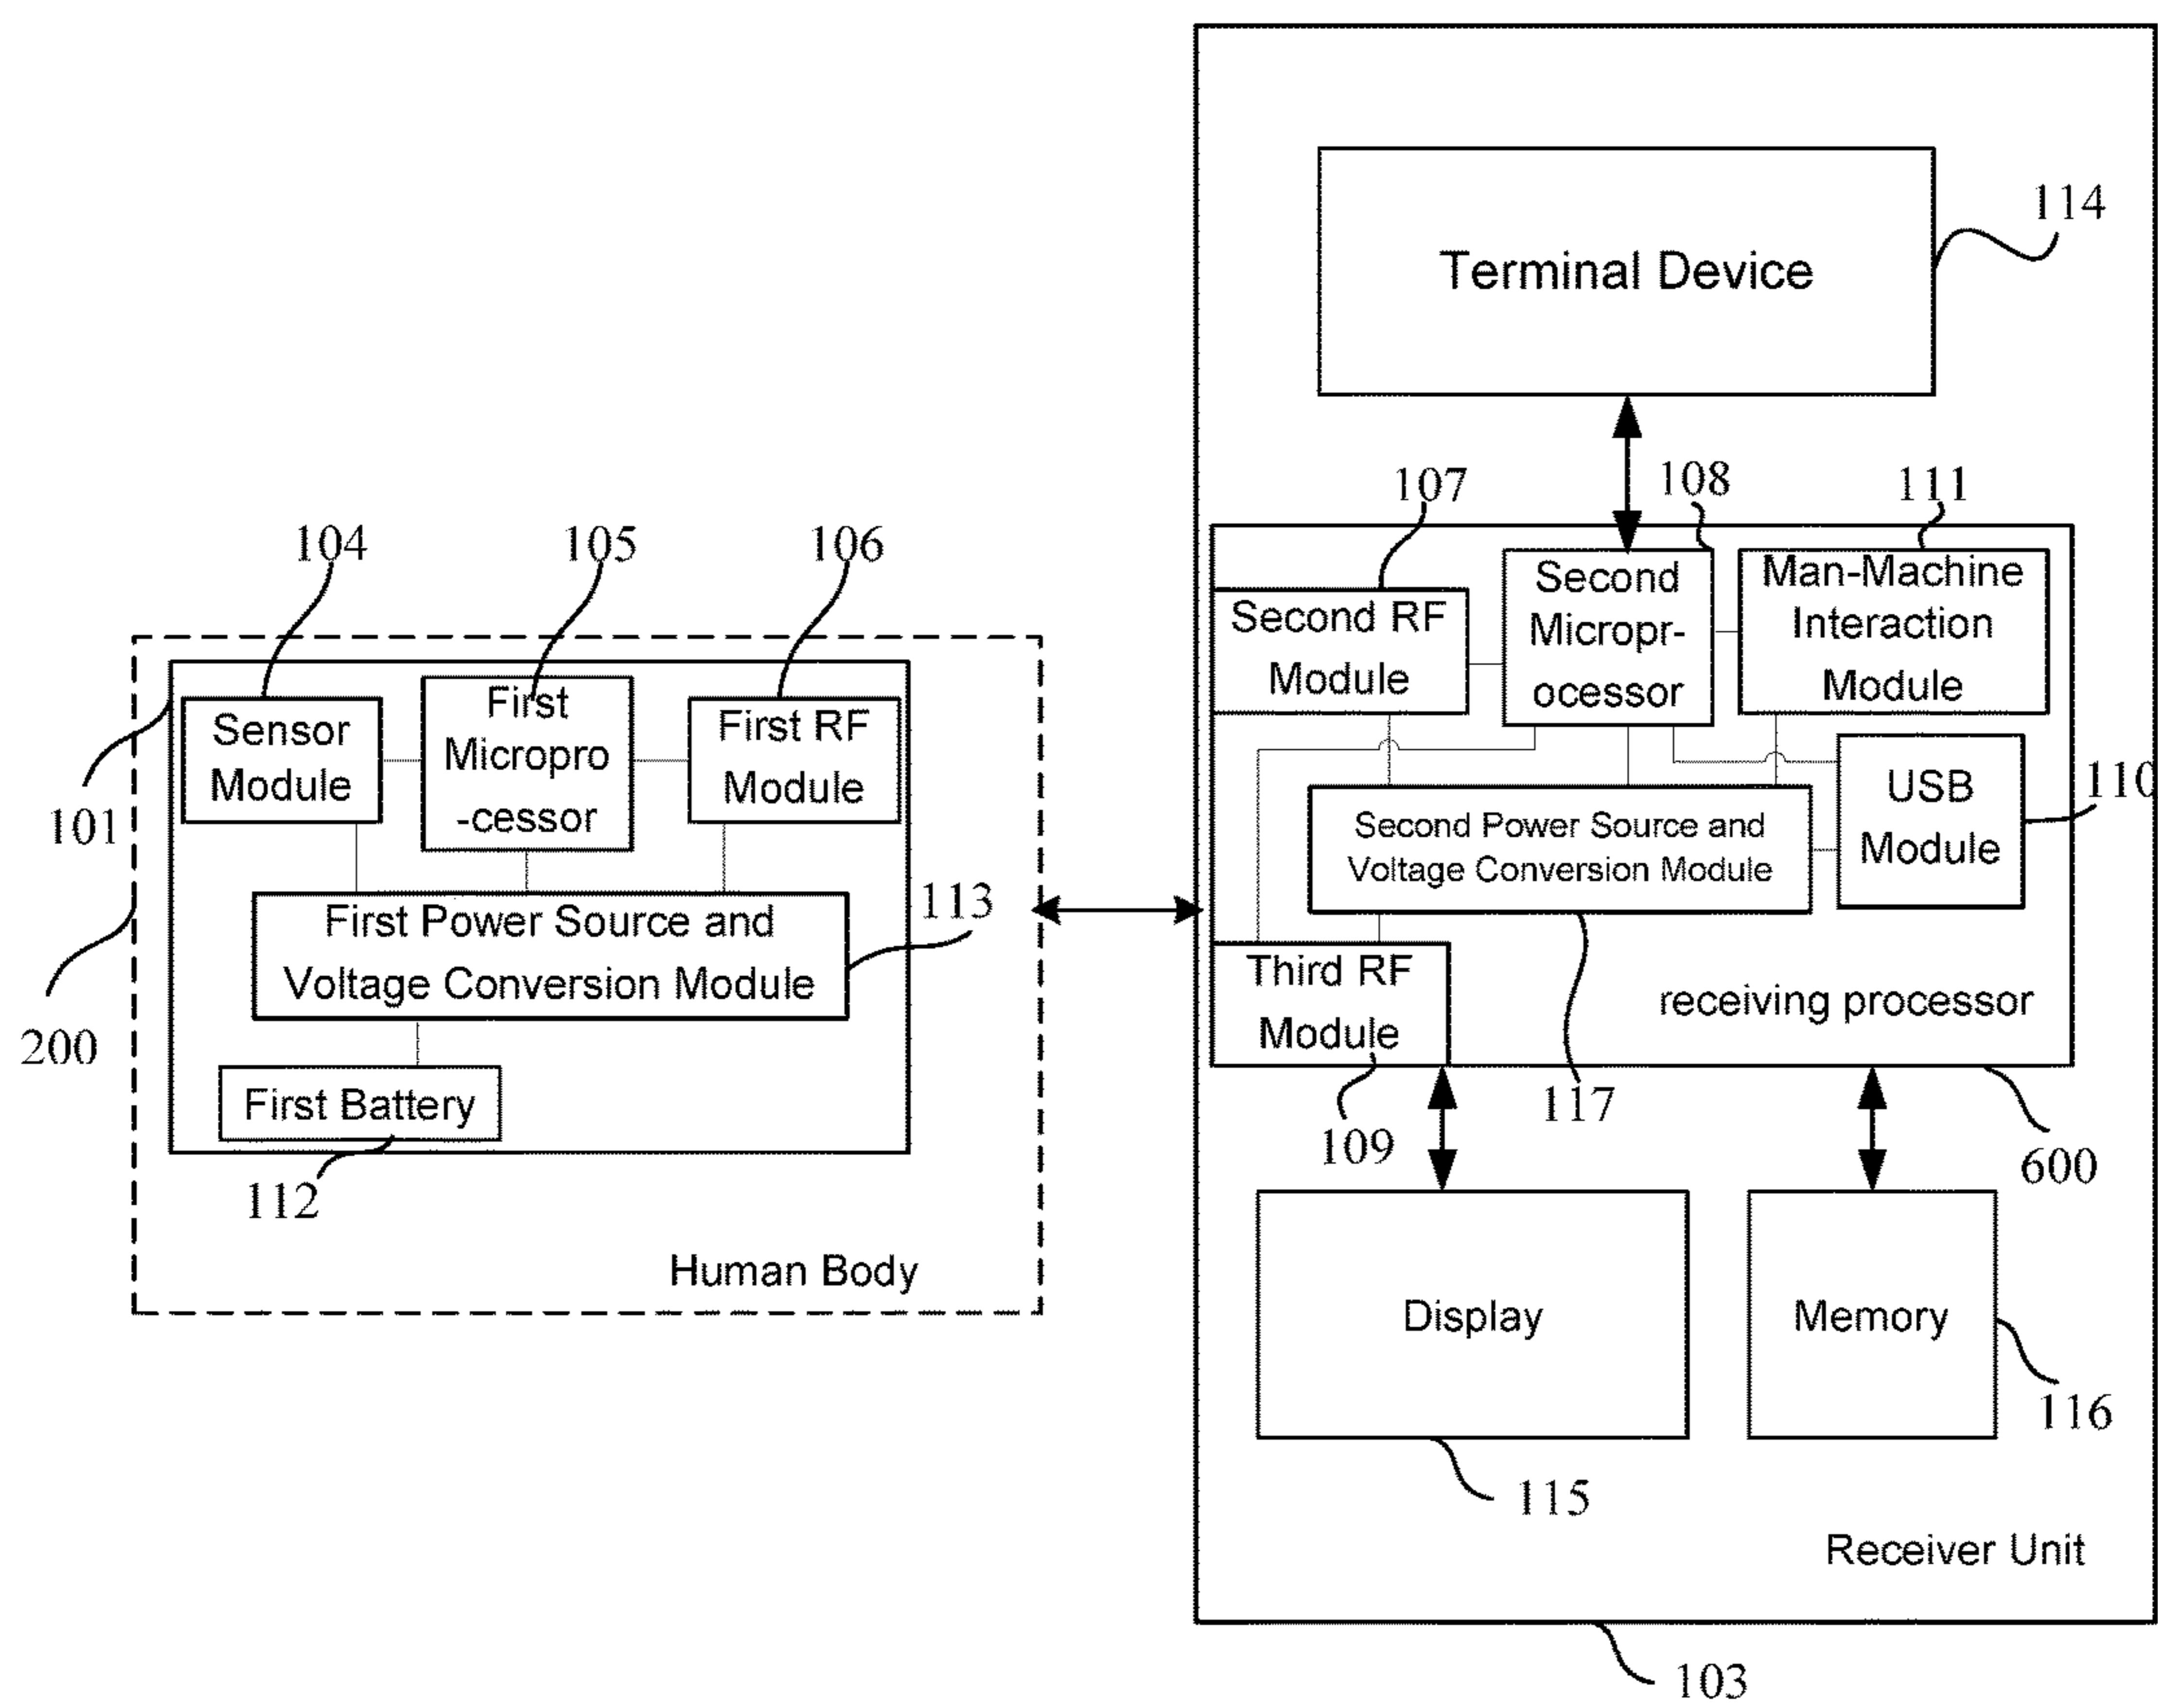 114
Terminal Device
107
108
111
104
105
106
Second RF
Module
Second
Micropr-
ocessor
Man-Machine
Interaction
Module
Sensor
Module
First
Micropro
-cessor
First RF
Module
101
USB
Module
110
Second Power Source and
Voltage Conversion Module
First Power Source and
Voltage Conversion Module
113
Third RF
Module
receiving processor
200
First Battery
117
109
600
112
Human Body
Display
Memory
116
115
Receiver Unit
103